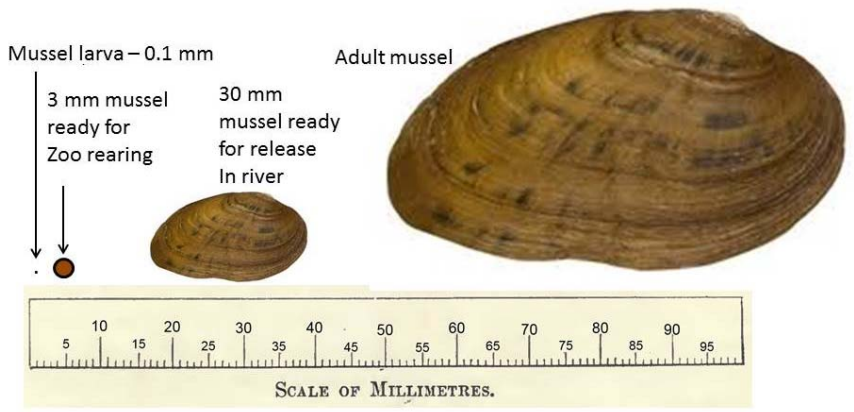 Mussel larva – 0.1 mm
Adult mussel
3 mm mussel
ready for
Zoo rearing
30 mm
mussel ready
for release
In river
10 20 30 40 50 60 70 80 90
5 15 25 35 45 55 65 75 85 95
SCALE OF MILLIMETRES.